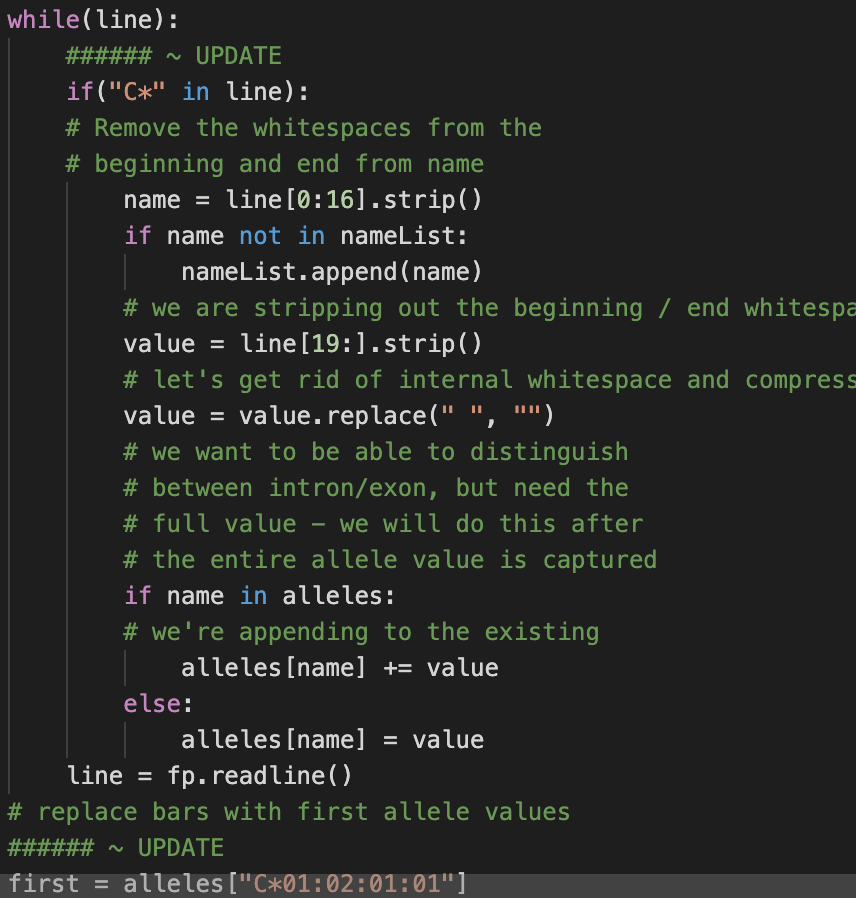 while(line):
    ###### ~ UPDATE
    if("C*" in line):
    # Remove the whitespaces from the
    # beginning and end from name
        name = line[0:16].strip()
        if name not in nameList:
            nameList.append(name)
        # we are stripping out the beginning / end
        value = line[19:].strip()
        # let's get rid of internal whitespace and compress
        value = value.replace(" ", "")
        # we want to be able to distinguish
        # between intron/exon, but need the
        # full value – we will do this after
        # the entire allele value is captured
        if name in alleles:
        # we're appending to the existing
            alleles[name] += value
        else:
            alleles[name] = value
    line = fp.readline()
# replace bars with first allele values
###### ~ UPDATE
first = alleles["C*01:02:01:01"]